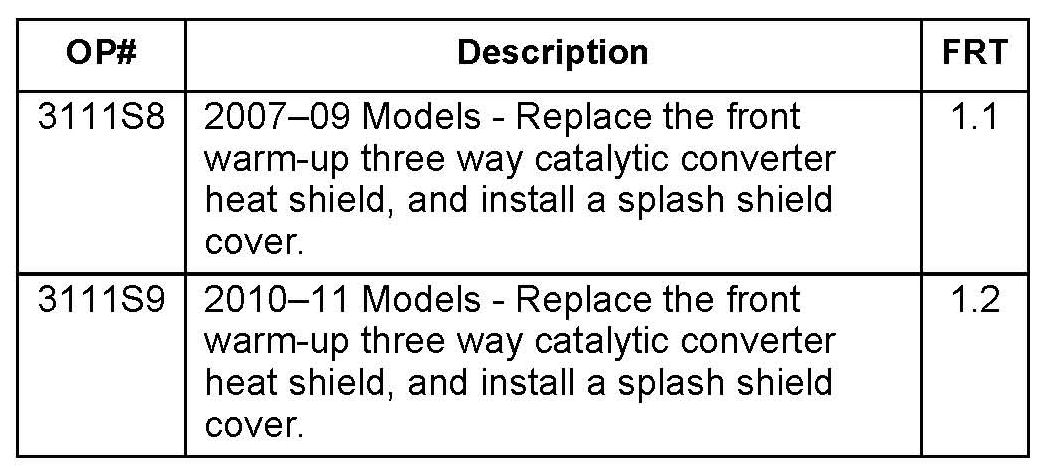 OP# Description FRT
3111S8 2007–09 Models - Replace the front 1.1
warm-up three way catalytic converter
heat shield, and install a splash shield
cover.
3111S9 2010–11 Models - Replace the front 1.2
warm-up three way catalytic converter
heat shield, and install a splash shield
cover.